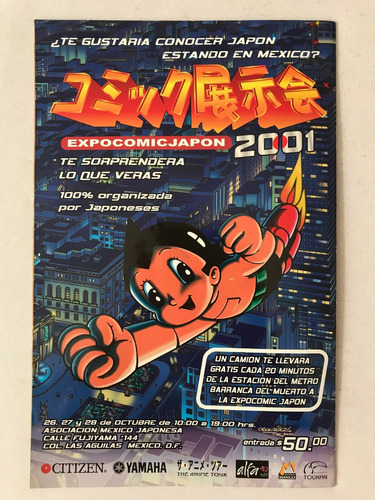 ¿TE GUSTARIA CONOCER JAPON
ESTANDO EN MEXICO?
コミック展示会
EXPOCOMICJAPON 2001
TE SORPRENDERA
LO QUE VERAS
100% organizada
por Japoneses
UN CAMION TE LLEVARA
GRATIS CADA 20 MINUTOS
DE LA ESTACION DEL METRO
BARRANCA DEL MUERTO A
LA EXPOCOMIC JAPON
26, 27 y 28 de OCTUBRE de 10:00 a 19:00 hrs.
ASOCIACION MEXICO JAPONESA
CALLE FUJIYAMA 144
COL. LAS AGUILAS MEXICO, D.F.
entrada $50.00
CITIZEN
YAMAHA
ザ・アニメ・ツアー
THE ANIME TOUR
TOUKAN